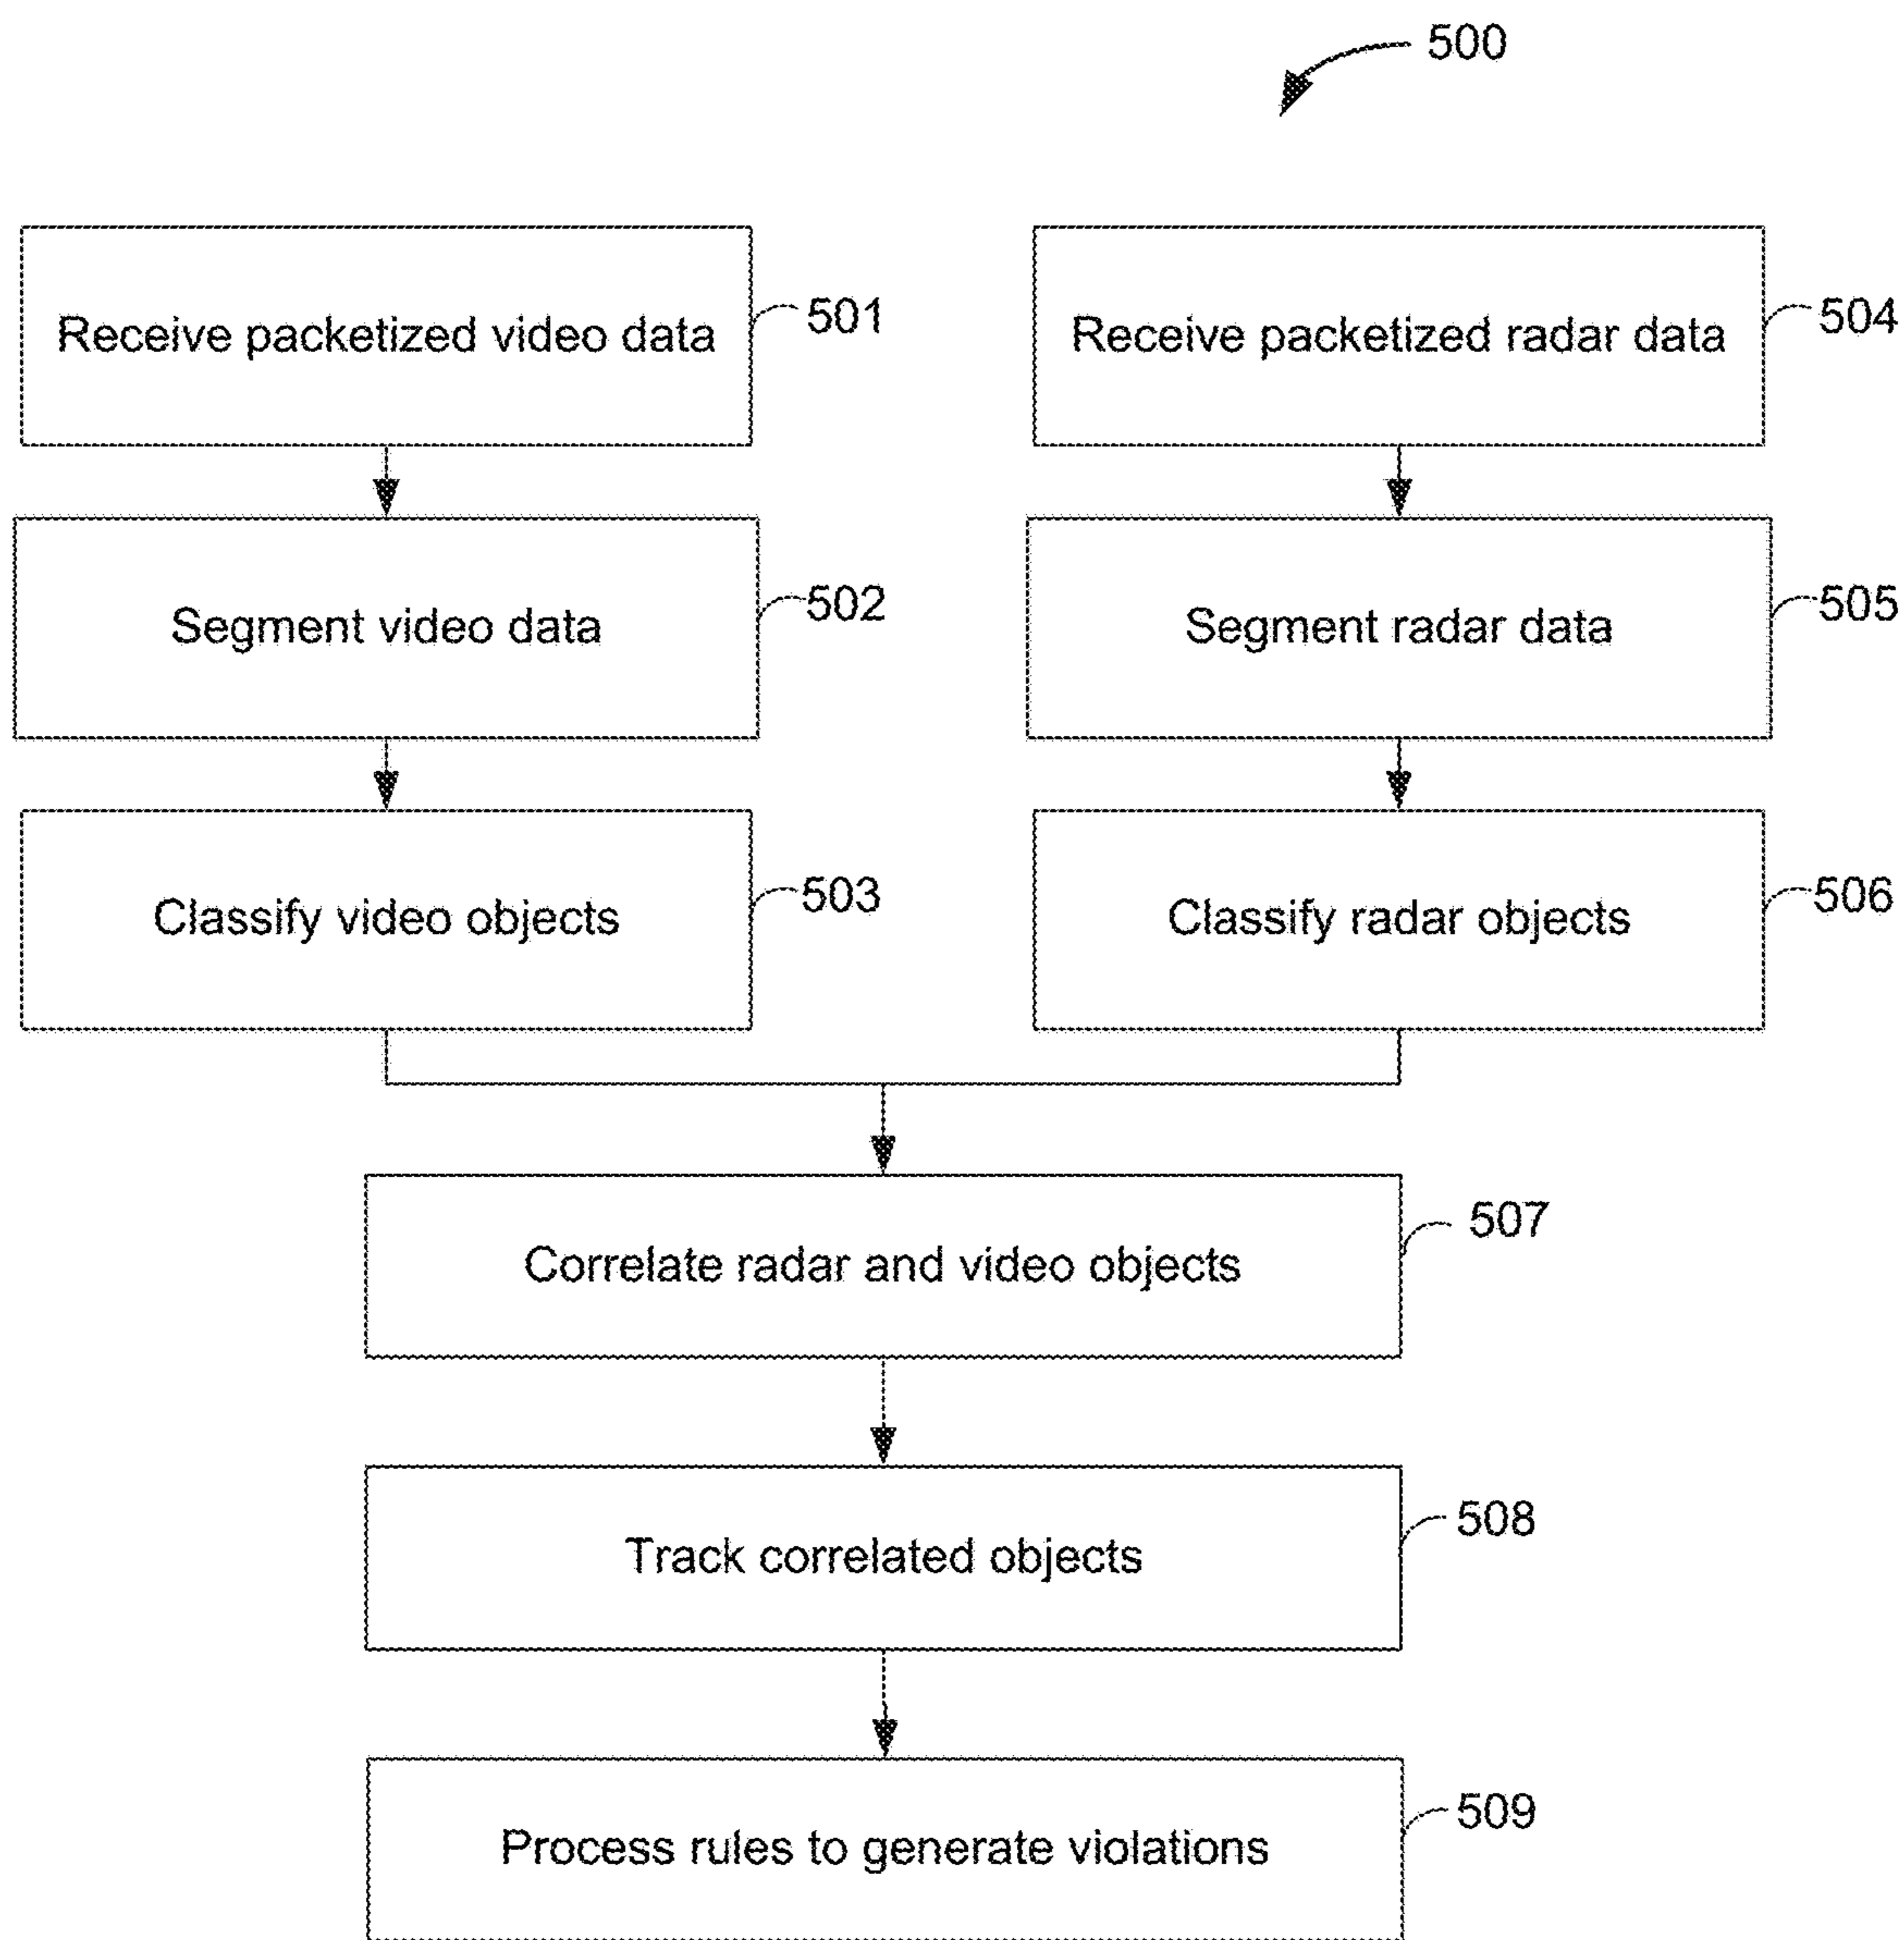 500
Receive packetized video data
501
Receive packetized radar data
504
Segment video data
502
Segment radar data
505
Classify video objects
503
Classify radar objects
506
Correlate radar and video objects
507
Track correlated objects
508
Process rules to generate violations
509